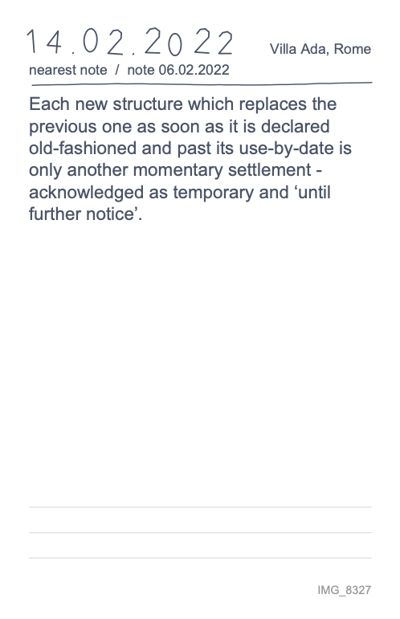 14.02.2022 Villa Ada, Rome
nearest note / note 06.02.2022
Each new structure which replaces the
previous one as soon as it is declared
old-fashioned and past its use-by-date is
only another momentary settlement -
acknowledged as temporary and ‘until
further notice’.
IMG_8327